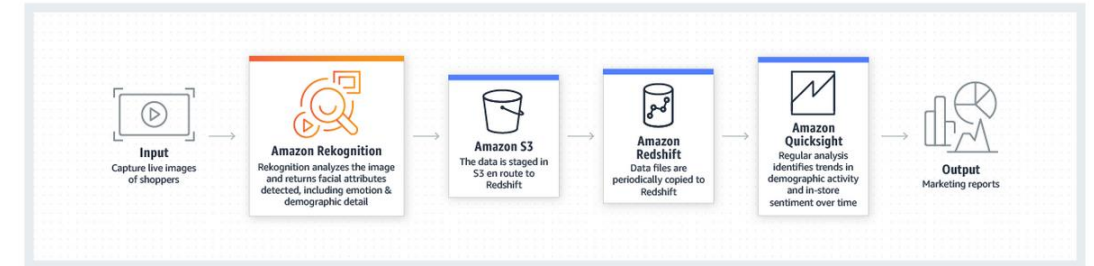 Input
Capture live images
of shoppers
Amazon Rekognition
Rekognition analyzes the image
and returns facial attributes
detected, including emotion &
demographic detail
Amazon S3
The data is staged in
S3 en route to
Redshift
Amazon
Redshift
Data files are
periodically copied to
Redshift
Amazon
Quicksight
Regular analysis
identifies trends in
demographic activity
and in-store
sentiment over time
Output
Marketing reports